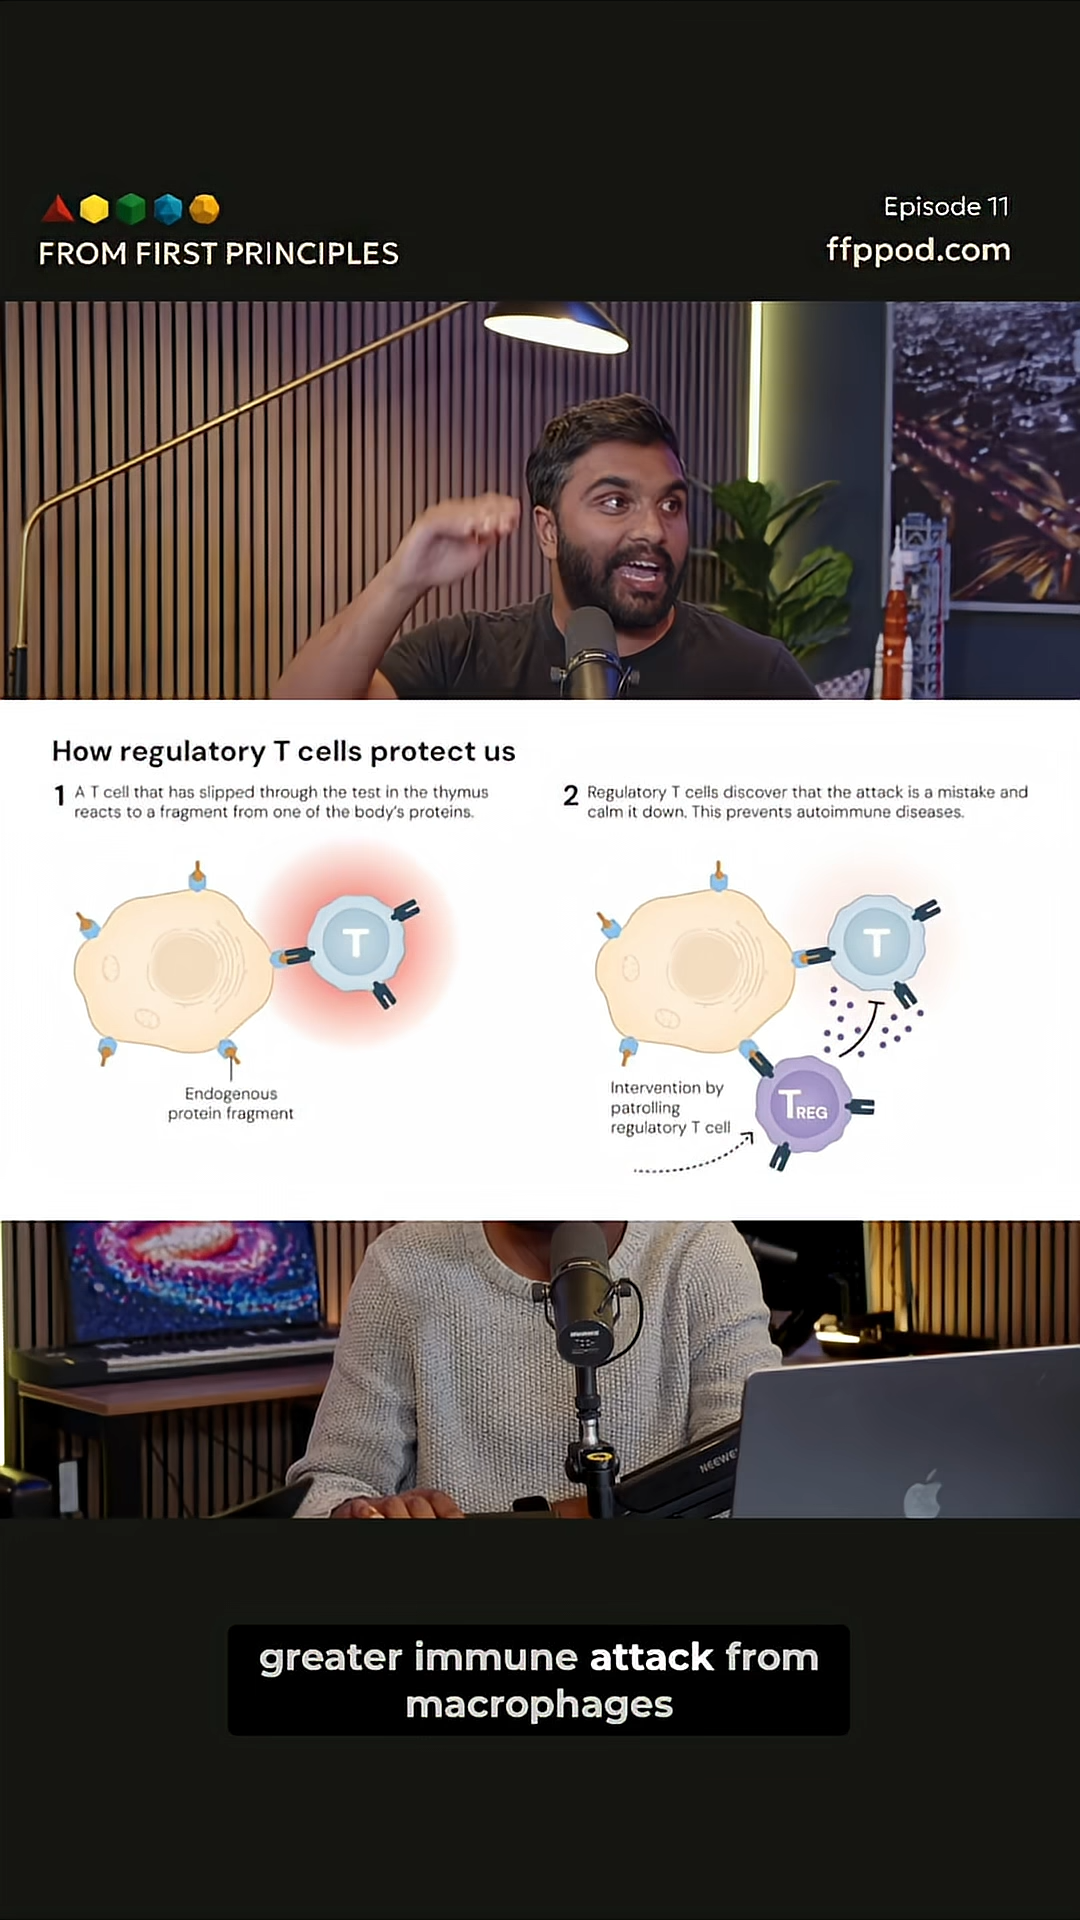 FROM FIRST PRINCIPLES
Episode 11
ffppod.com
How regulatory T cells protect us
1 A T cell that has slipped through the test in the thymus
reacts to a fragment from one of the body's proteins.
T
Endogenous
protein fragment
2 Regulatory T cells discover that the attack is a mistake and
calm it down. This prevents autoimmune diseases.
T
Intervention by
patrolling
regulatory T cell
TREG
NEEWE
greater immune attack from
macrophages